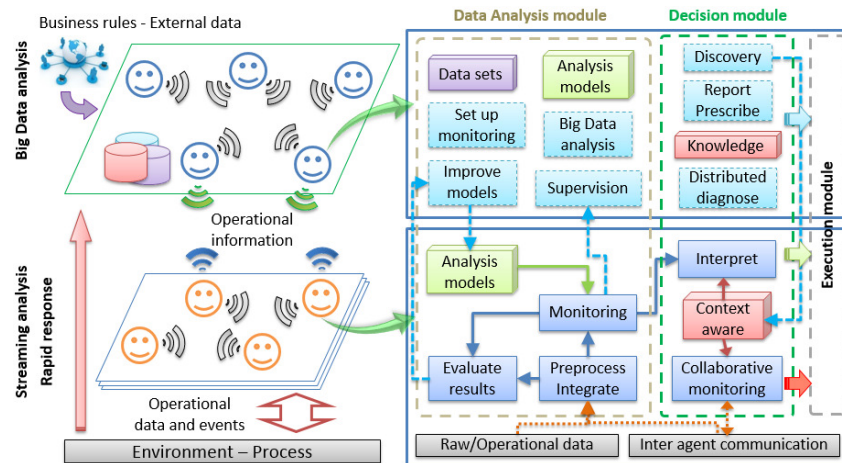 Business rules - External data
Big Data analysis
Operational
information
Streaming analysis
Rapid response
Operational
data and events
Environment – Process
Data Analysis module
Data sets
Analysis
models
Set up
monitoring
Big Data
analysis
Improve
models
Supervision
Analysis
models
Monitoring
Evaluate
results
Preprocess
Integrate
Raw/Operational data
Decision module
Discovery
Report
Prescribe
Knowledge
Distributed
diagnose
Interpret
Context
aware
Collaborative
monitoring
Inter agent communication
Execution module